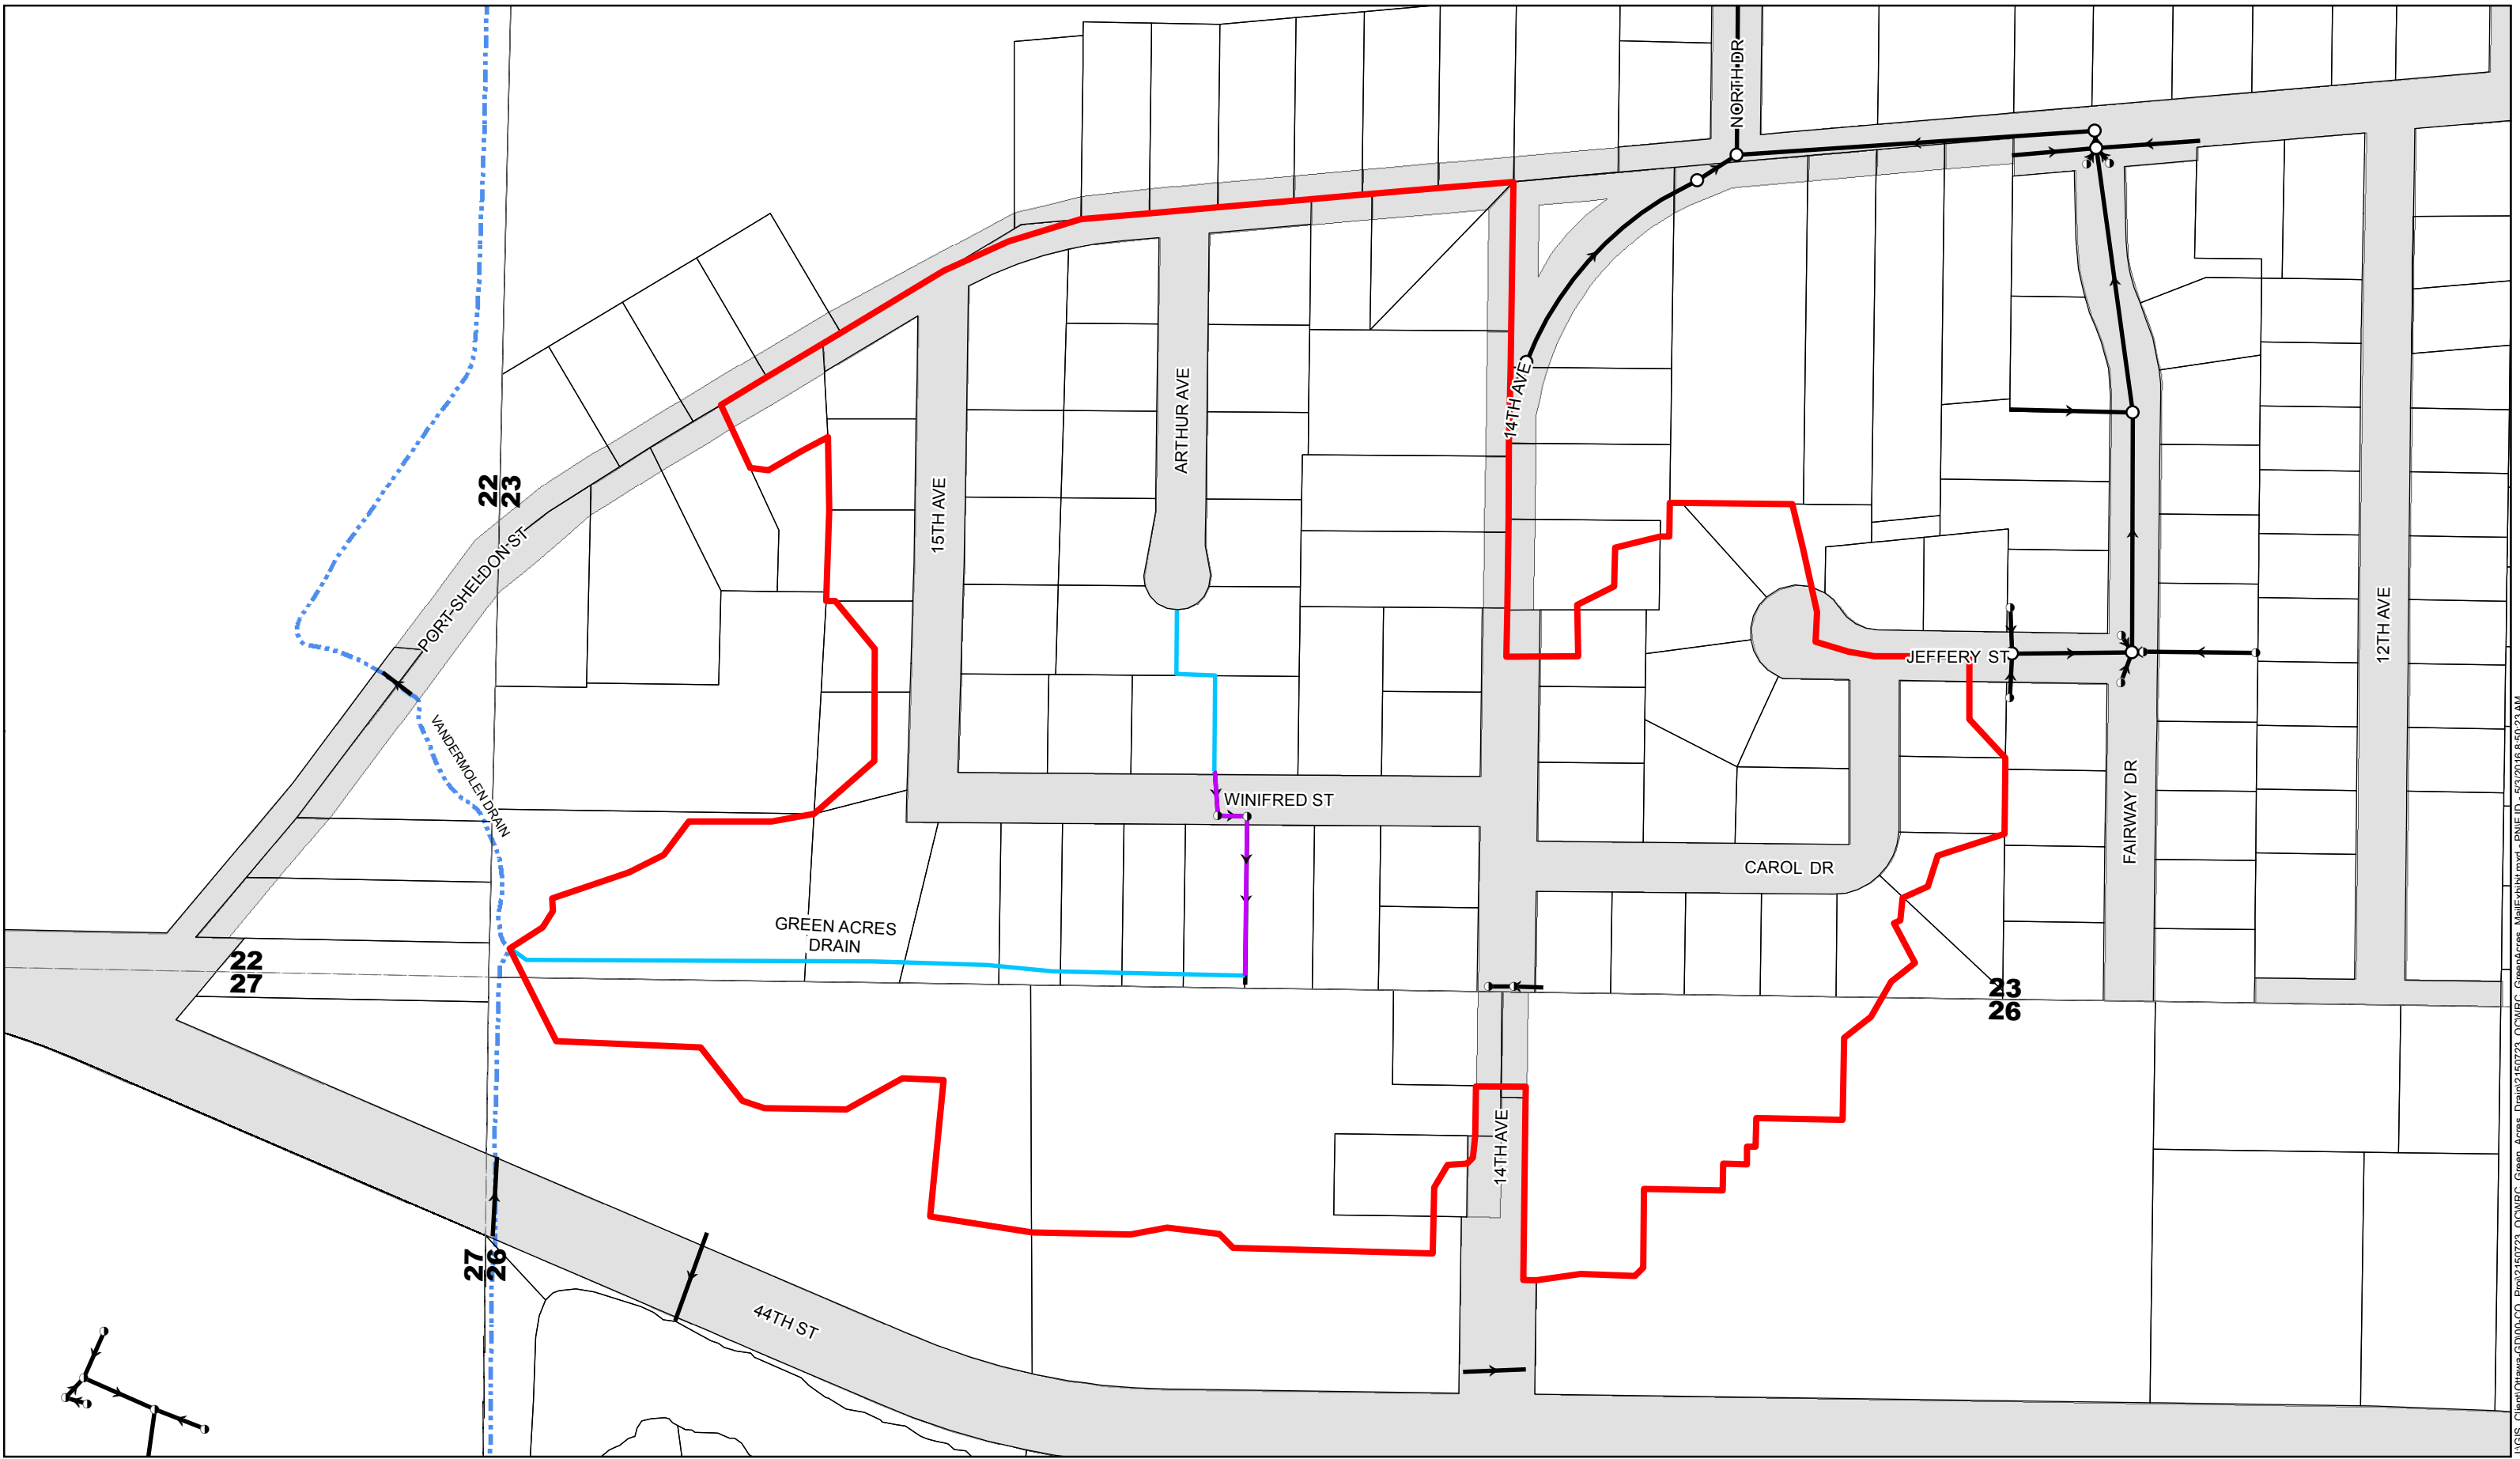 NORTH DR
14TH AVE
ARTHUR AVE
15TH AVE
22
23
PORT-SHELDON ST
12TH AVE
JEFFERY ST
VANDERMOLEN DRAIN
WINIFRED ST
FAIRWAY DR
CAROL DR
GREEN ACRES
DRAIN
22
27
23
26
14TH AVE
27
26
44TH ST